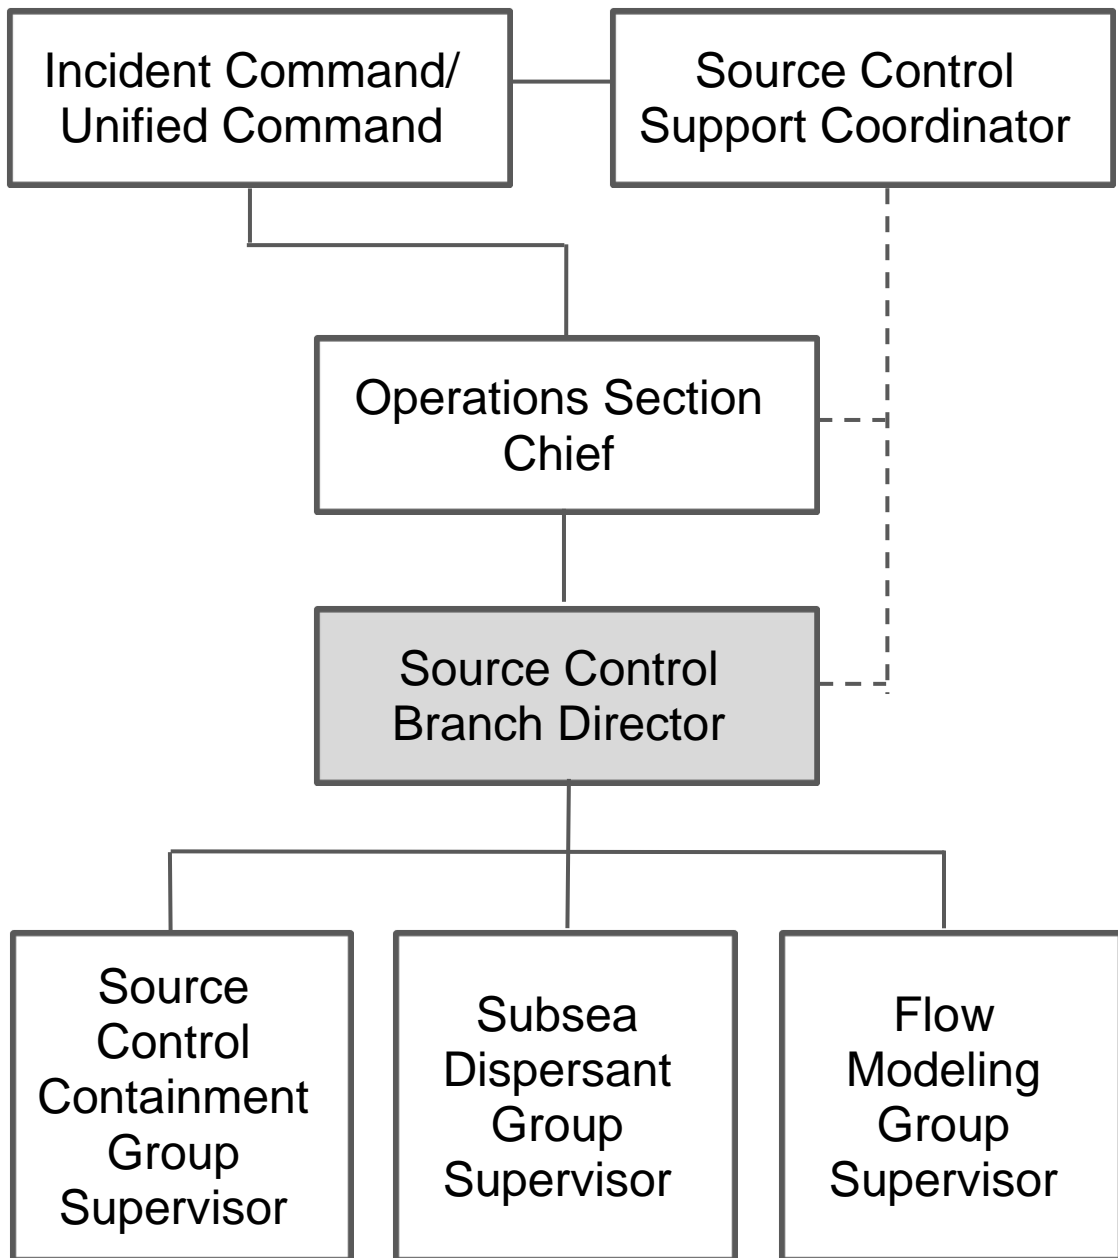 Incident Command/
Unified Command
Source Control
Support Coordinator
Operations Section
Chief
Source Control
Branch Director
Source
Control
Containment
Group
Supervisor
Subsea
Dispersant
Group
Supervisor
Flow
Modeling
Group
Supervisor